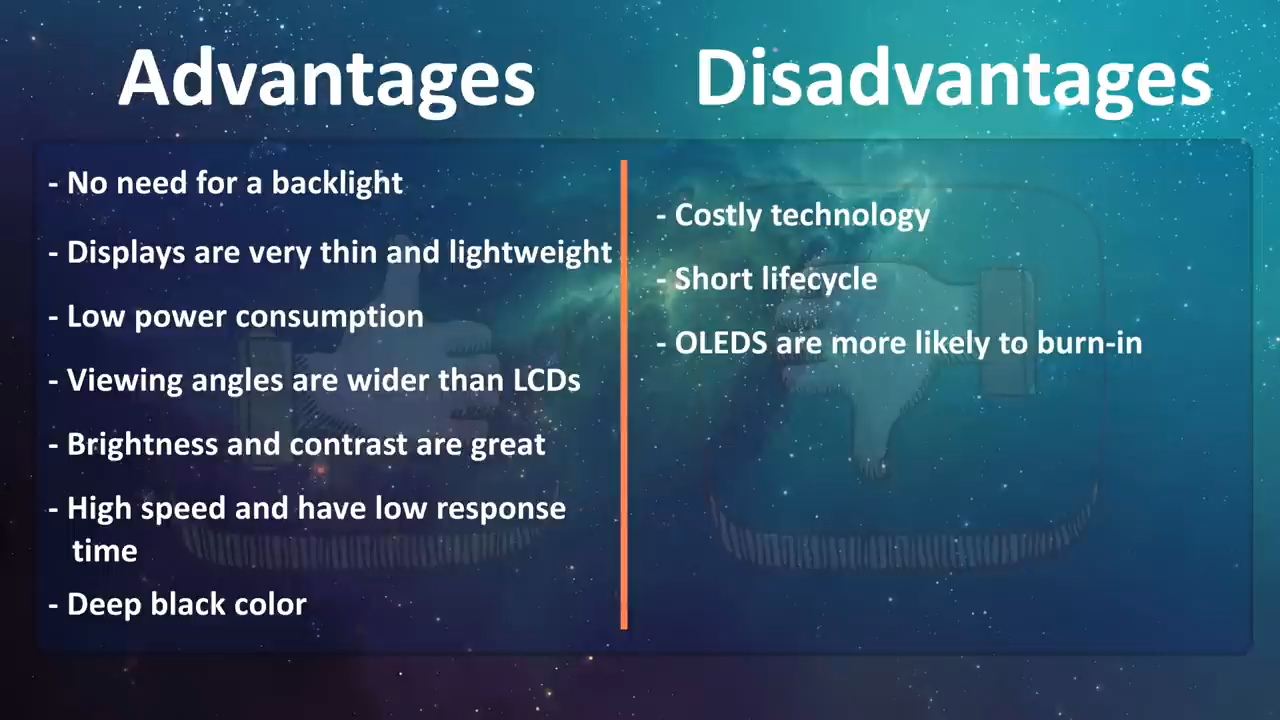 Advantages
- No need for a backlight
- Displays are very thin and lightweight
- Low power consumption
- Viewing angles are wider than LCDs
- Brightness and contrast are great
- High speed and have low response
time
- Deep black color
Disadvantages
- Costly technology
- Short lifecycle
- OLEDS are more likely to burn-in